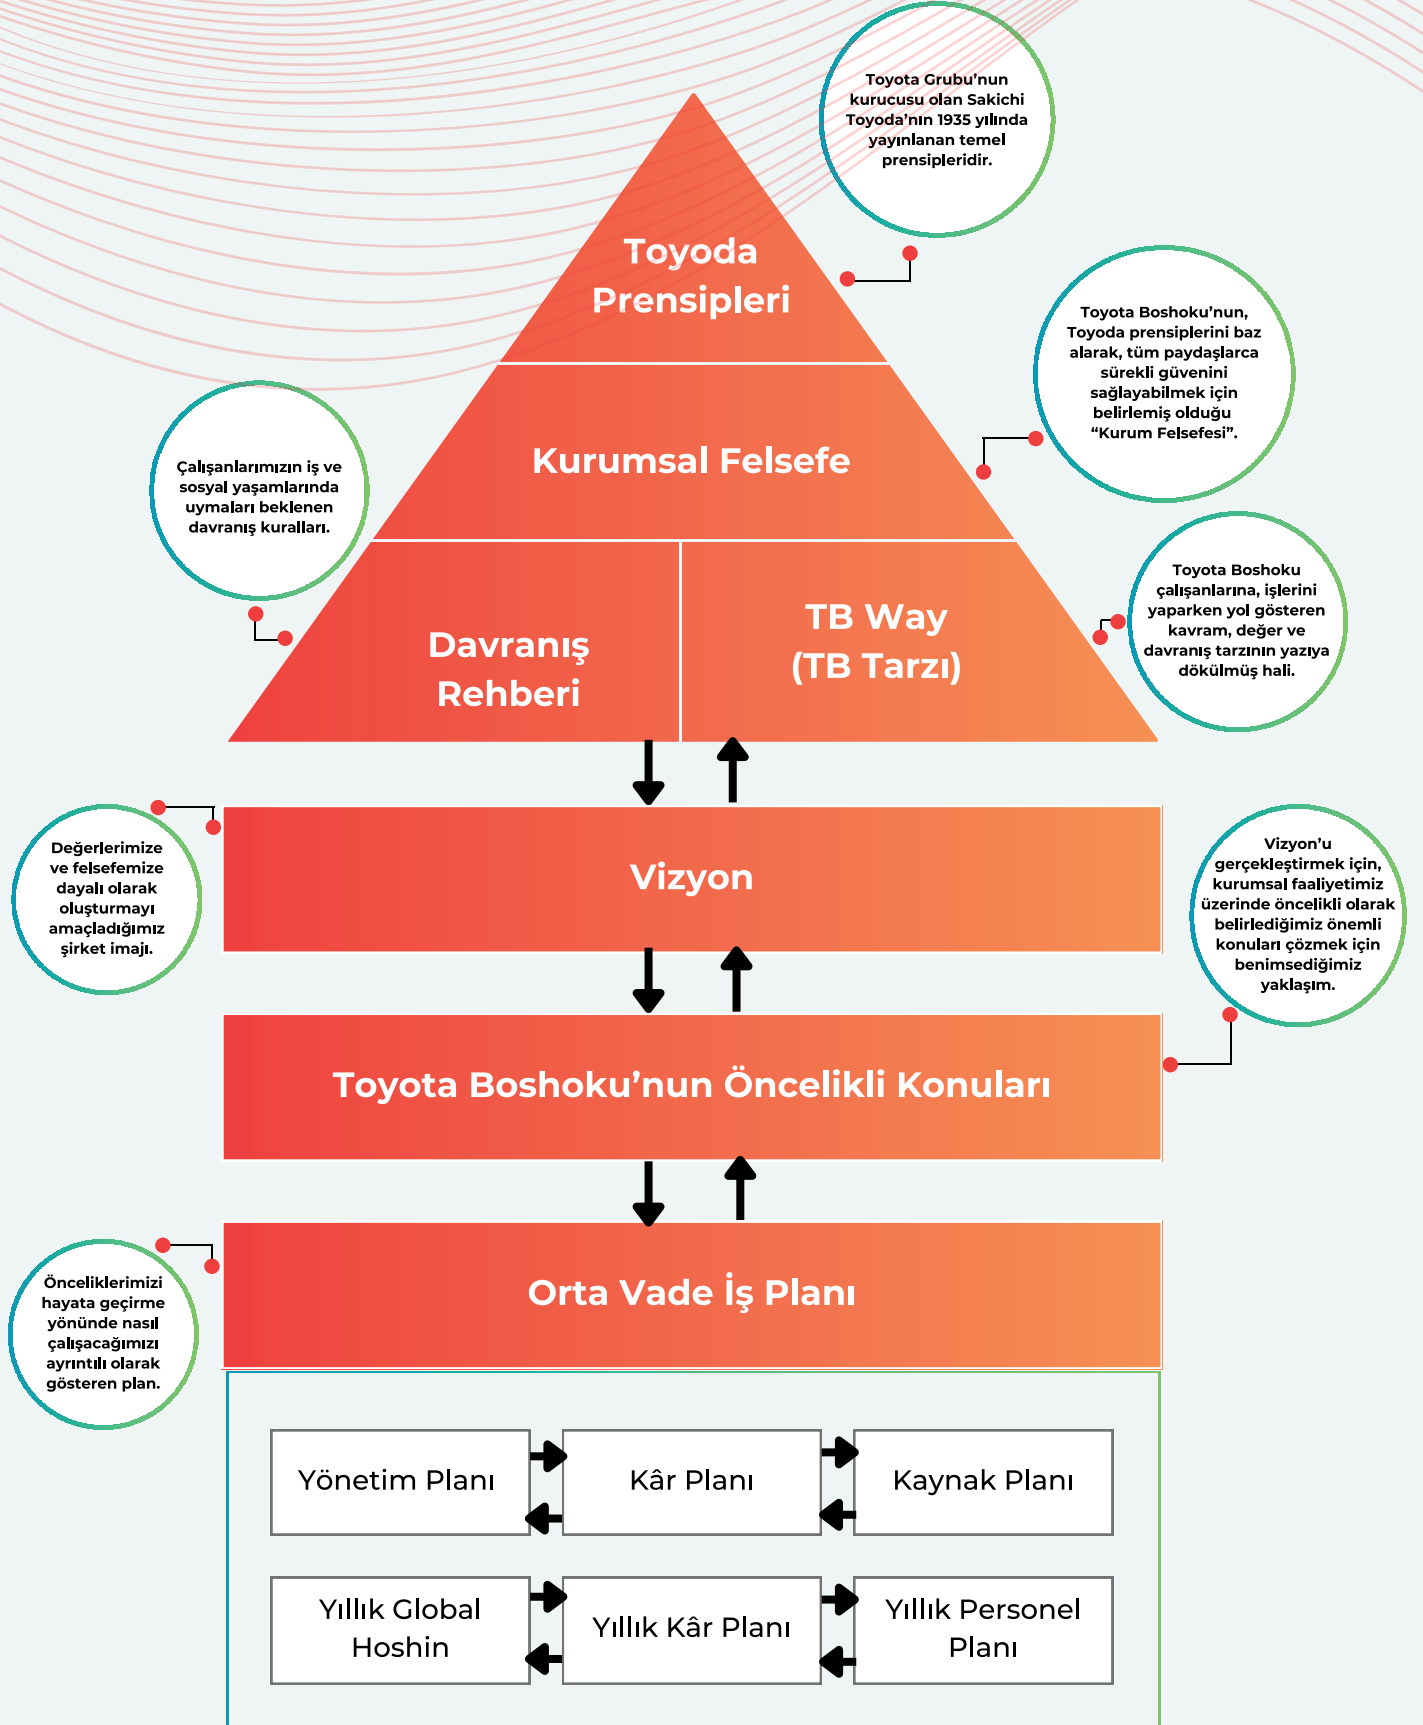 Toyota Grubu’nun
kurucusu olan Sakichi
Toyoda’nın 1935 yılında
yayınlanan temel
prensipleridir.
Toyoda
Prensipleri
Toyota Boshoku’nun,
Toyoda prensiplerini baz
alarak, tüm paydaşlarca
sürekli güvenini
sağlayabilmek için
belirlemiş olduğu
“Kurum Felsefesi”.
Kurumsal Felsefe
Çalışanlarımızın iş ve
sosyal yaşamlarında
uymaları beklenen
davranış kuralları.
Davranış
Rehberi
TB Way
(TB Tarzı)
Toyota Boshoku
çalışanlarına, işlerini
yaparken yol gösteren
kavram, değer ve
davranış tarzının yazıya
dökülmüş hali.
Değerlerimize
ve felsefemize
dayalı olarak
oluşturmayı
amaçladığımız
şirket imajı.
Vizyon
Vizyon’u
gerçekleştirmek için,
kurumsal faaliyetimiz
üzerinde öncelikli olarak
belirlediğimiz önemli
konuları çözmek için
benimsediğimiz
yaklaşım.
Toyota Boshoku’nun Öncelikli Konuları
Önceliklerimizi
hayata geçirme
yönünde nasıl
çalışacağımızı
ayrıntılı olarak
gösteren plan.
Orta Vade İş Planı
Yönetim Planı
Kâr Planı
Kaynak Planı
Yıllık Global
Hoshin
Yıllık Kâr Planı
Yıllık Personel
Planı